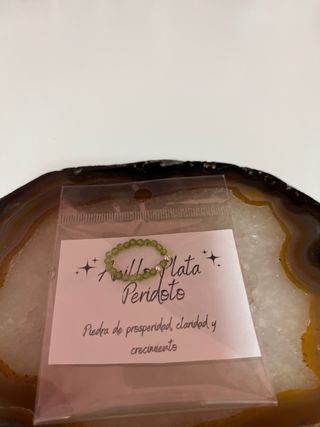 Anillo Plata
Peridoto
Piedra de prosperidad, claridad y
crecimiento